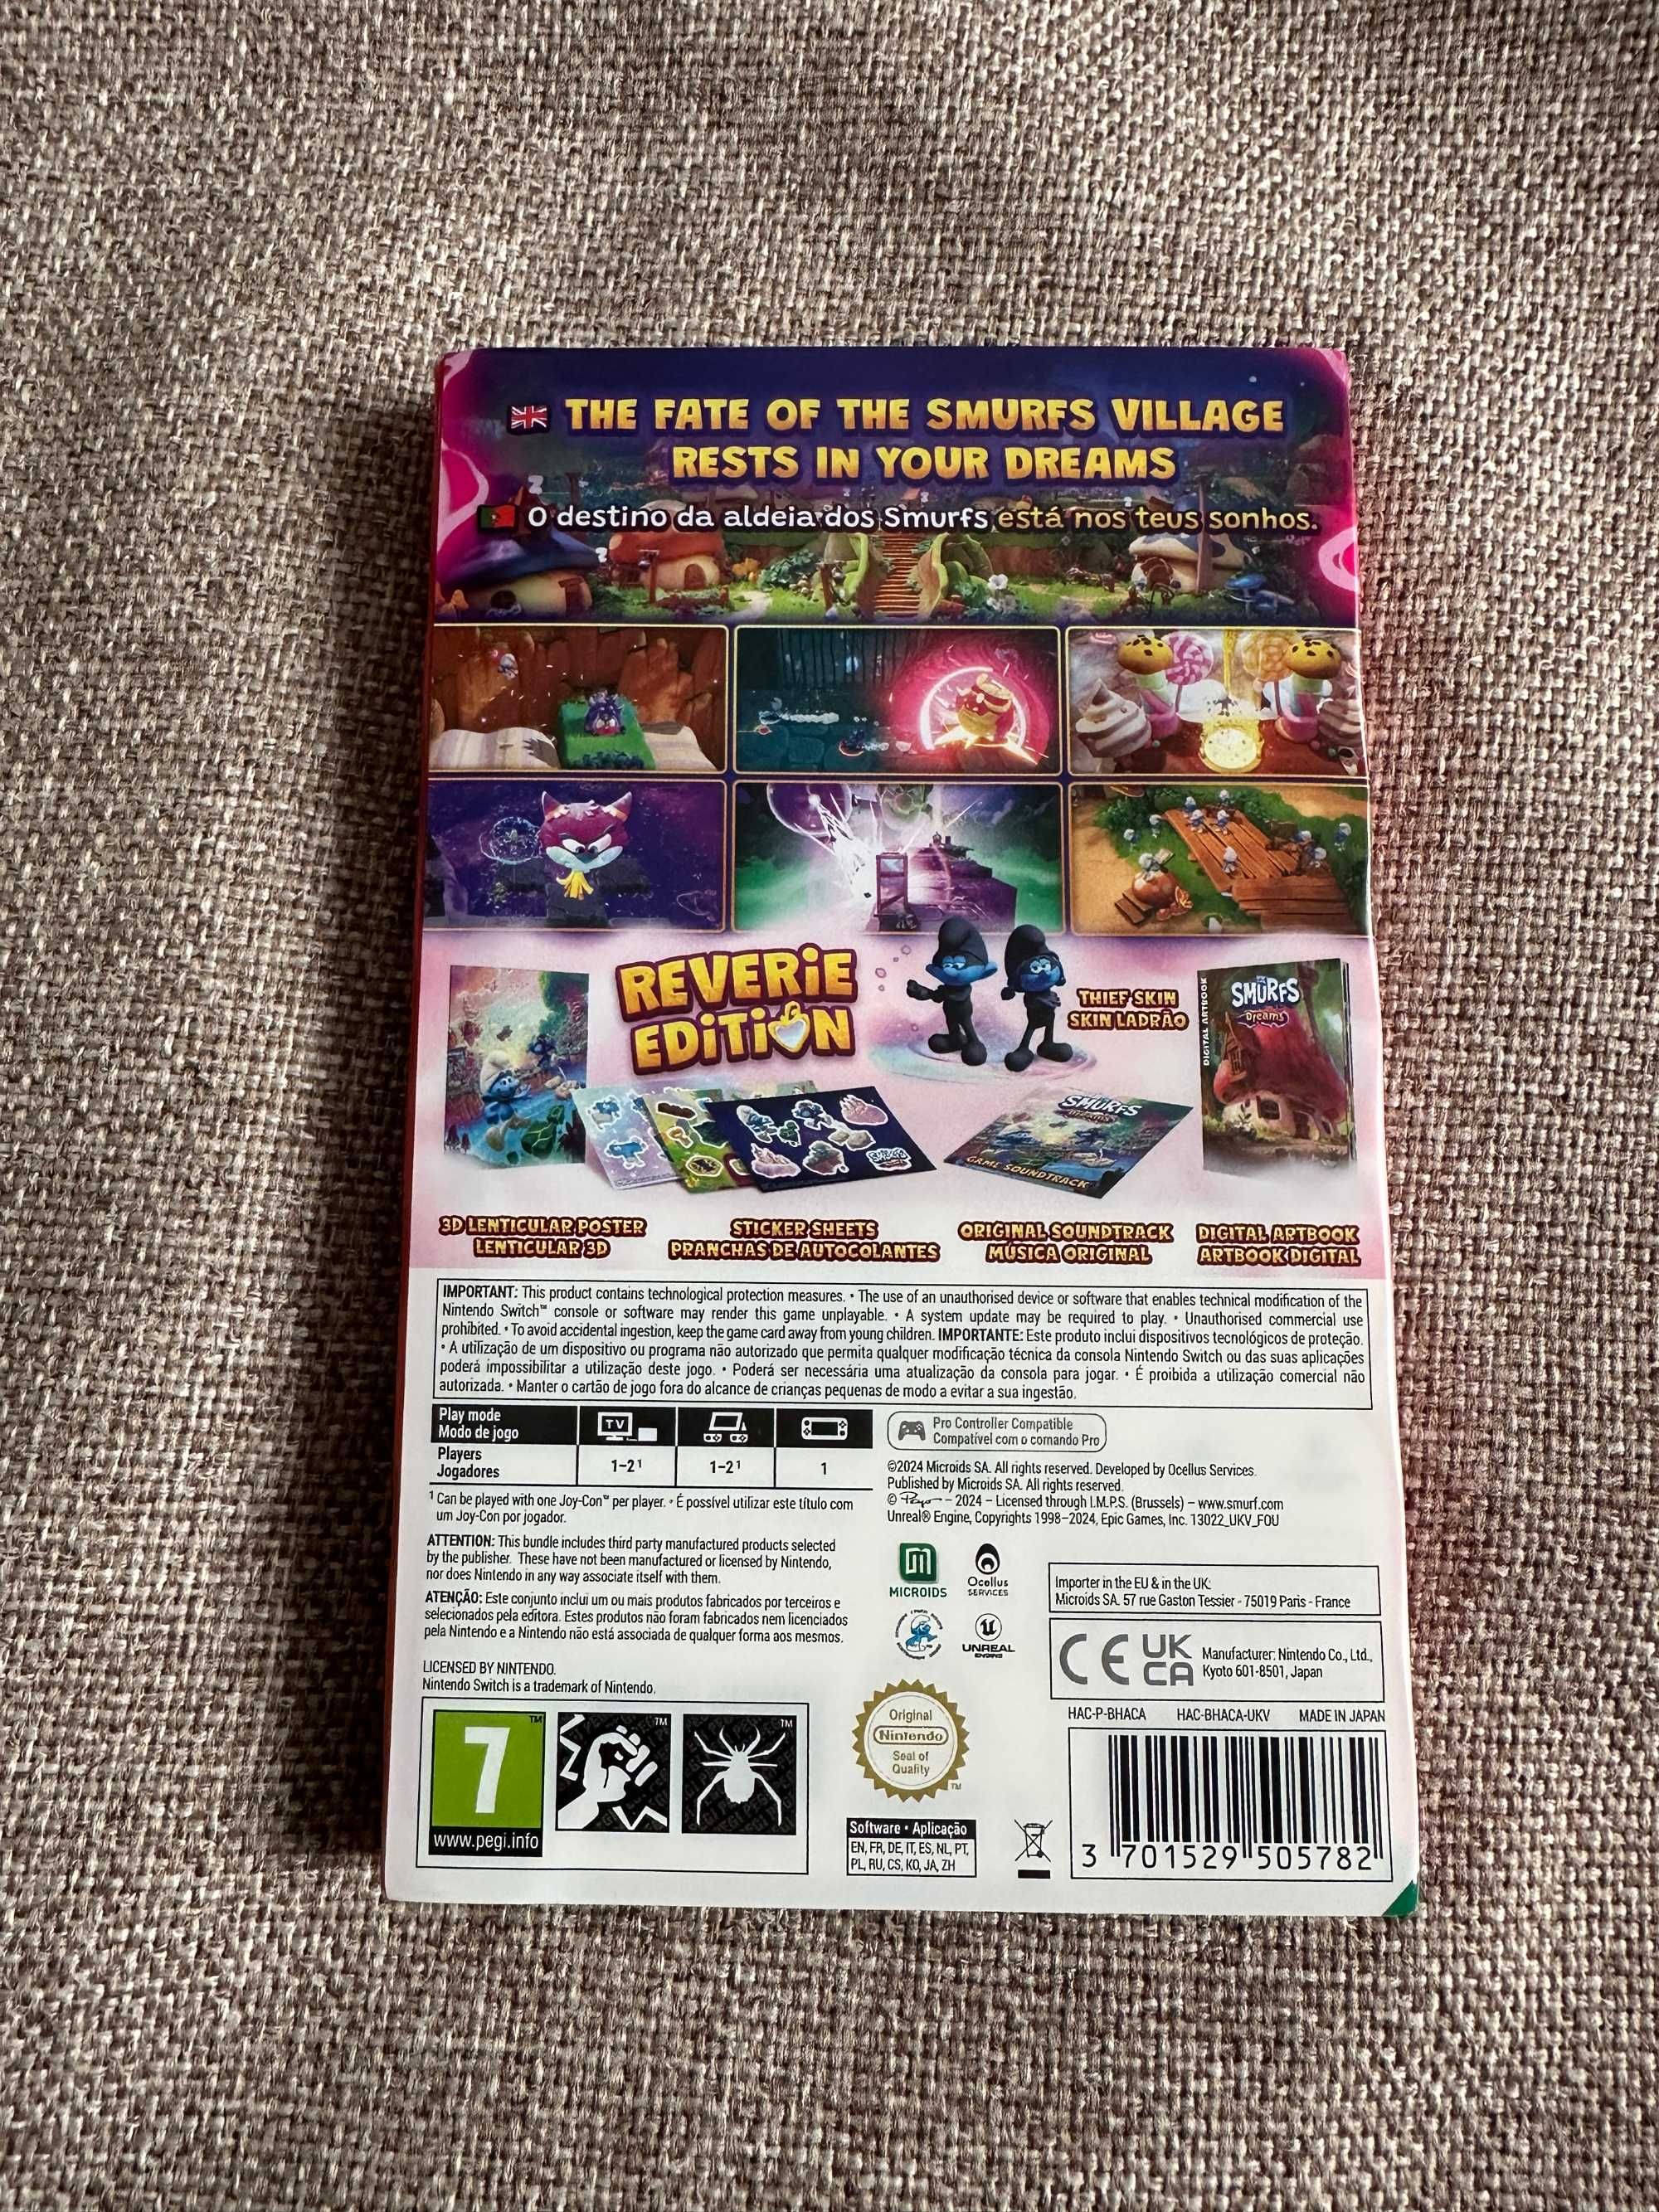 THE FATE OF THE SMURFS VILLAGE
RESTS IN YOUR DREAMS
O destino da aldeia dos Smurfs está nos teus sonhos.
REVERIE
EDITION
THIEF SKIN
SKIN LADRÃO
DIGITAL ARTBOOK
THE
SMURFS
Dreams
SMURFS
GAME SOUNDTRACK
3D LENTICULAR POSTER
LENTICULAR 3D
STICKER SHEETS
PRANCHAS DE AUTOCOLANTES
ORIGINAL SOUNDTRACK
MÚSICA ORIGINAL
DIGITAL ARTBOOK
ARTBOOK DIGITAL
IMPORTANT: This product contains technological protection measures. • The use of an unauthorised device or software that enables technical modification of the
Nintendo Switch™ console or software may render this game unplayable. • A system update may be required to play. • Unauthorised commercial use
prohibited. • To avoid accidental ingestion, keep the game card away from young children. IMPORTANTE: Este produto inclui dispositivos tecnológicos de proteção.
• A utilização de um dispositivo ou programa não autorizado que permita qualquer modificação técnica da consola Nintendo Switch ou das suas aplicações
poderá impossibilitar a utilização deste jogo. • Poderá ser necessária uma atualização da consola para jogar. • É proibida a utilização comercial não
autorizada. • Manter o cartão de jogo fora do alcance de crianças pequenas de modo a evitar a sua ingestão.
Play mode
Modo de jogo
TV
Players
Jogadores
1-2¹
1-2¹
1
¹ Can be played with one Joy-Con™ per player. • É possível utilizar este título com
um Joy-Con por jogador.
Pro Controller Compatible
Compatível com o comando Pro
©2024 Microids SA. All rights reserved. Developed by Ocellus Services.
Published by Microids SA. All rights reserved.
© Peyo – 2024 – Licensed through I.M.P.S. (Brussels) – www.smurf.com
Unreal® Engine, Copyrights 1998–2024, Epic Games, Inc. 13022_UKV_FOU
ATTENTION: This bundle includes third party manufactured products selected
by the publisher. These have not been manufactured or licensed by Nintendo,
nor does Nintendo in any way associate itself with them.
ATENÇÃO: Este conjunto inclui um ou mais produtos fabricados por terceiros e
selecionados pela editora. Estes produtos não foram fabricados nem licenciados
pela Nintendo e a Nintendo não está associada de qualquer forma aos mesmos.
MICROIDS
Ocellus
SERVICES
UNREAL
ENGINE
Importer in the EU & in the UK:
Microids SA. 57 rue Gaston Tessier - 75019 Paris - France
CE UK
CA
Manufacturer: Nintendo Co., Ltd.,
Kyoto 601-8501, Japan
LICENSED BY NINTENDO.
Nintendo Switch is a trademark of Nintendo.
7
www.pegi.info
Original
Nintendo
Seal of
Quality
TM
Software • Aplicação
EN, FR, DE, IT, ES, NL, PT,
PL, RU, CS, KO, JA, ZH
HAC-P-BHACA HAC-BHACA-UKV MADE IN JAPAN
3 701529 505782